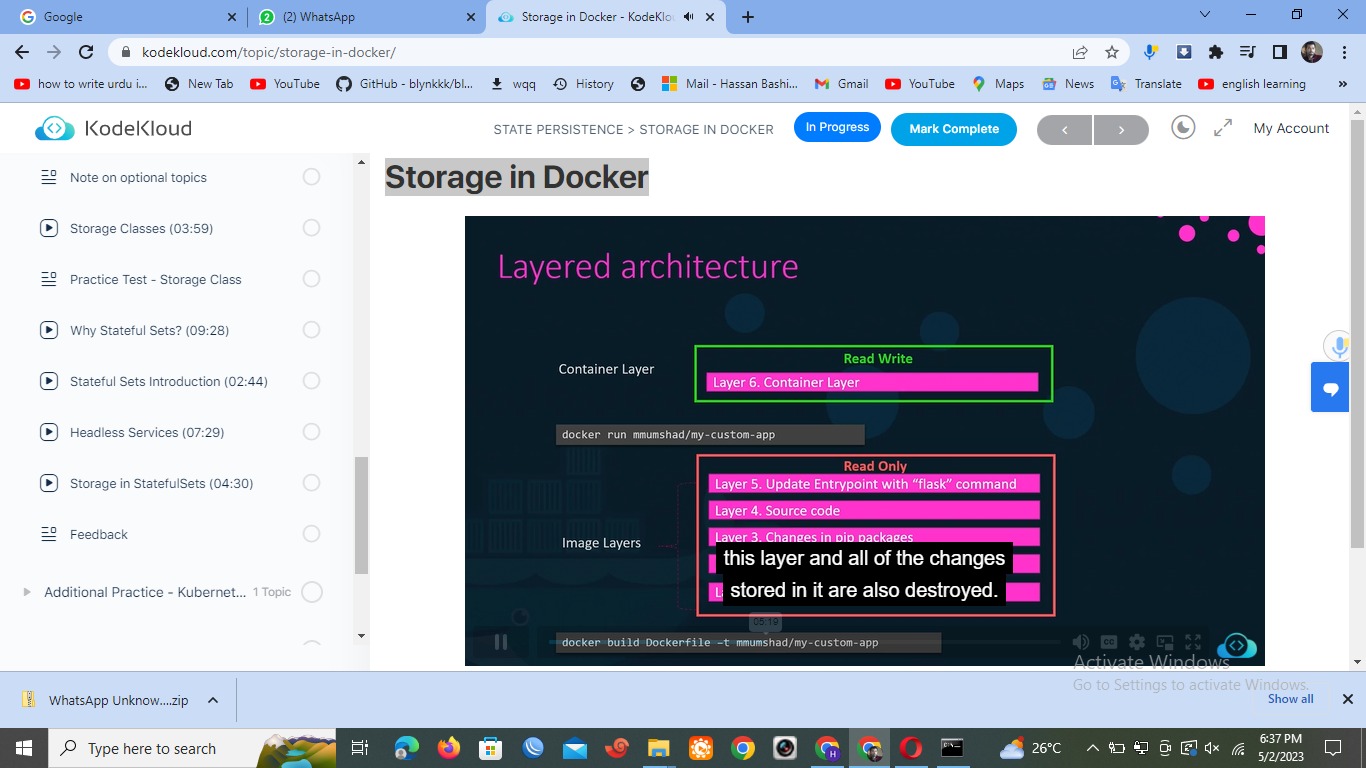 Google
(2) WhatsApp
Storage in Docker - KodeKlo
kodekloud.com/topic/storage-in-docker/
how to write urdu i...
New Tab
YouTube
GitHub - blynkkk/bl...
wqq
History
Mail - Hassan Bashi...
Gmail
YouTube
Maps
News
Translate
english learning
»
KodeKloud
STATE PERSISTENCE > STORAGE IN DOCKER
In Progress
Mark Complete
My Account
Note on optional topics
Storage Classes (03:59)
Practice Test - Storage Class
Why Stateful Sets? (09:28)
Stateful Sets Introduction (02:44)
Headless Services (07:29)
Storage in StatefulSets (04:30)
Feedback
Additional Practice - Kubernet... 1 Topic
Storage in Docker
Layered architecture
Container Layer
Read Write
Layer 6. Container Layer
docker run mmumshad/my-custom-app
Read Only
Layer 5. Update Entrypoint with “flask” command
Layer 4. Source code
Layer 3. Changes in pip packages
Image Layers
this layer and all of the changes
stored in it are also destroyed.
05:19
docker build Dockerfile –t mmumshad/my-custom-app
CC
Activate Windows
Go to Settings to activate Windows.
WhatsApp Unknow....zip
Show all
Type here to search
26°C
6:37 PM
5/2/2023